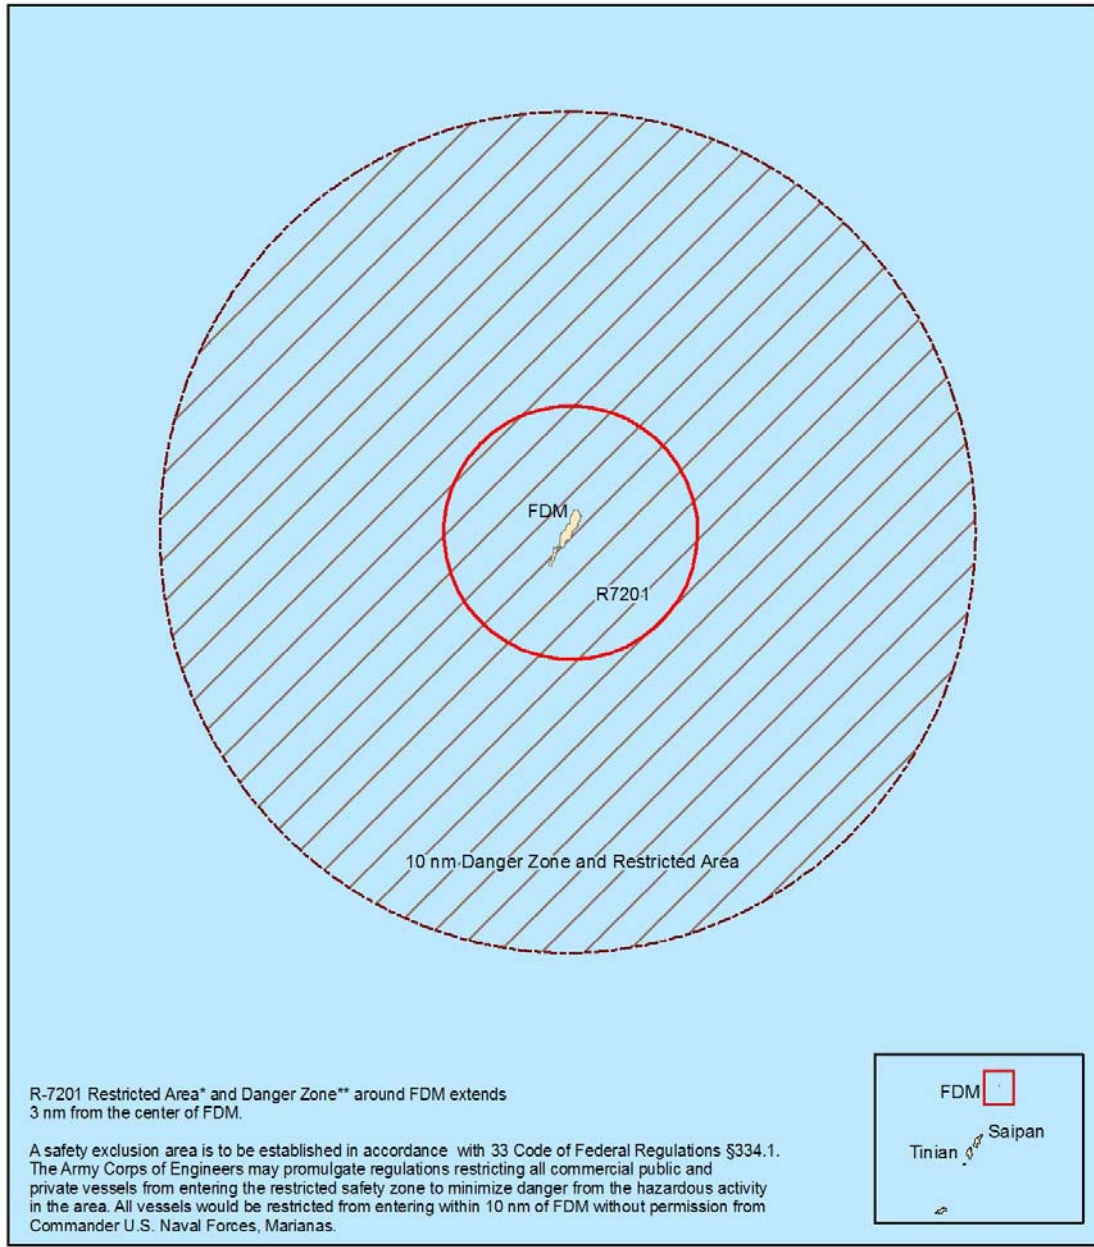 FDM
R7201
10 nm Danger Zone and Restricted Area
R-7201 Restricted Area* and Danger Zone** around FDM extends
3 nm from the center of FDM.
A safety exclusion area is to be established in accordance with 33 Code of Federal Regulations §334.1.
The Army Corps of Engineers may promulgate regulations restricting all commercial public and
private vessels from entering the restricted safety zone to minimize danger from the hazardous activity
in the area. All vessels would be restricted from entering within 10 nm of FDM without permission from
Commander U.S. Naval Forces, Marianas.
FDM
Saipan
Tinian